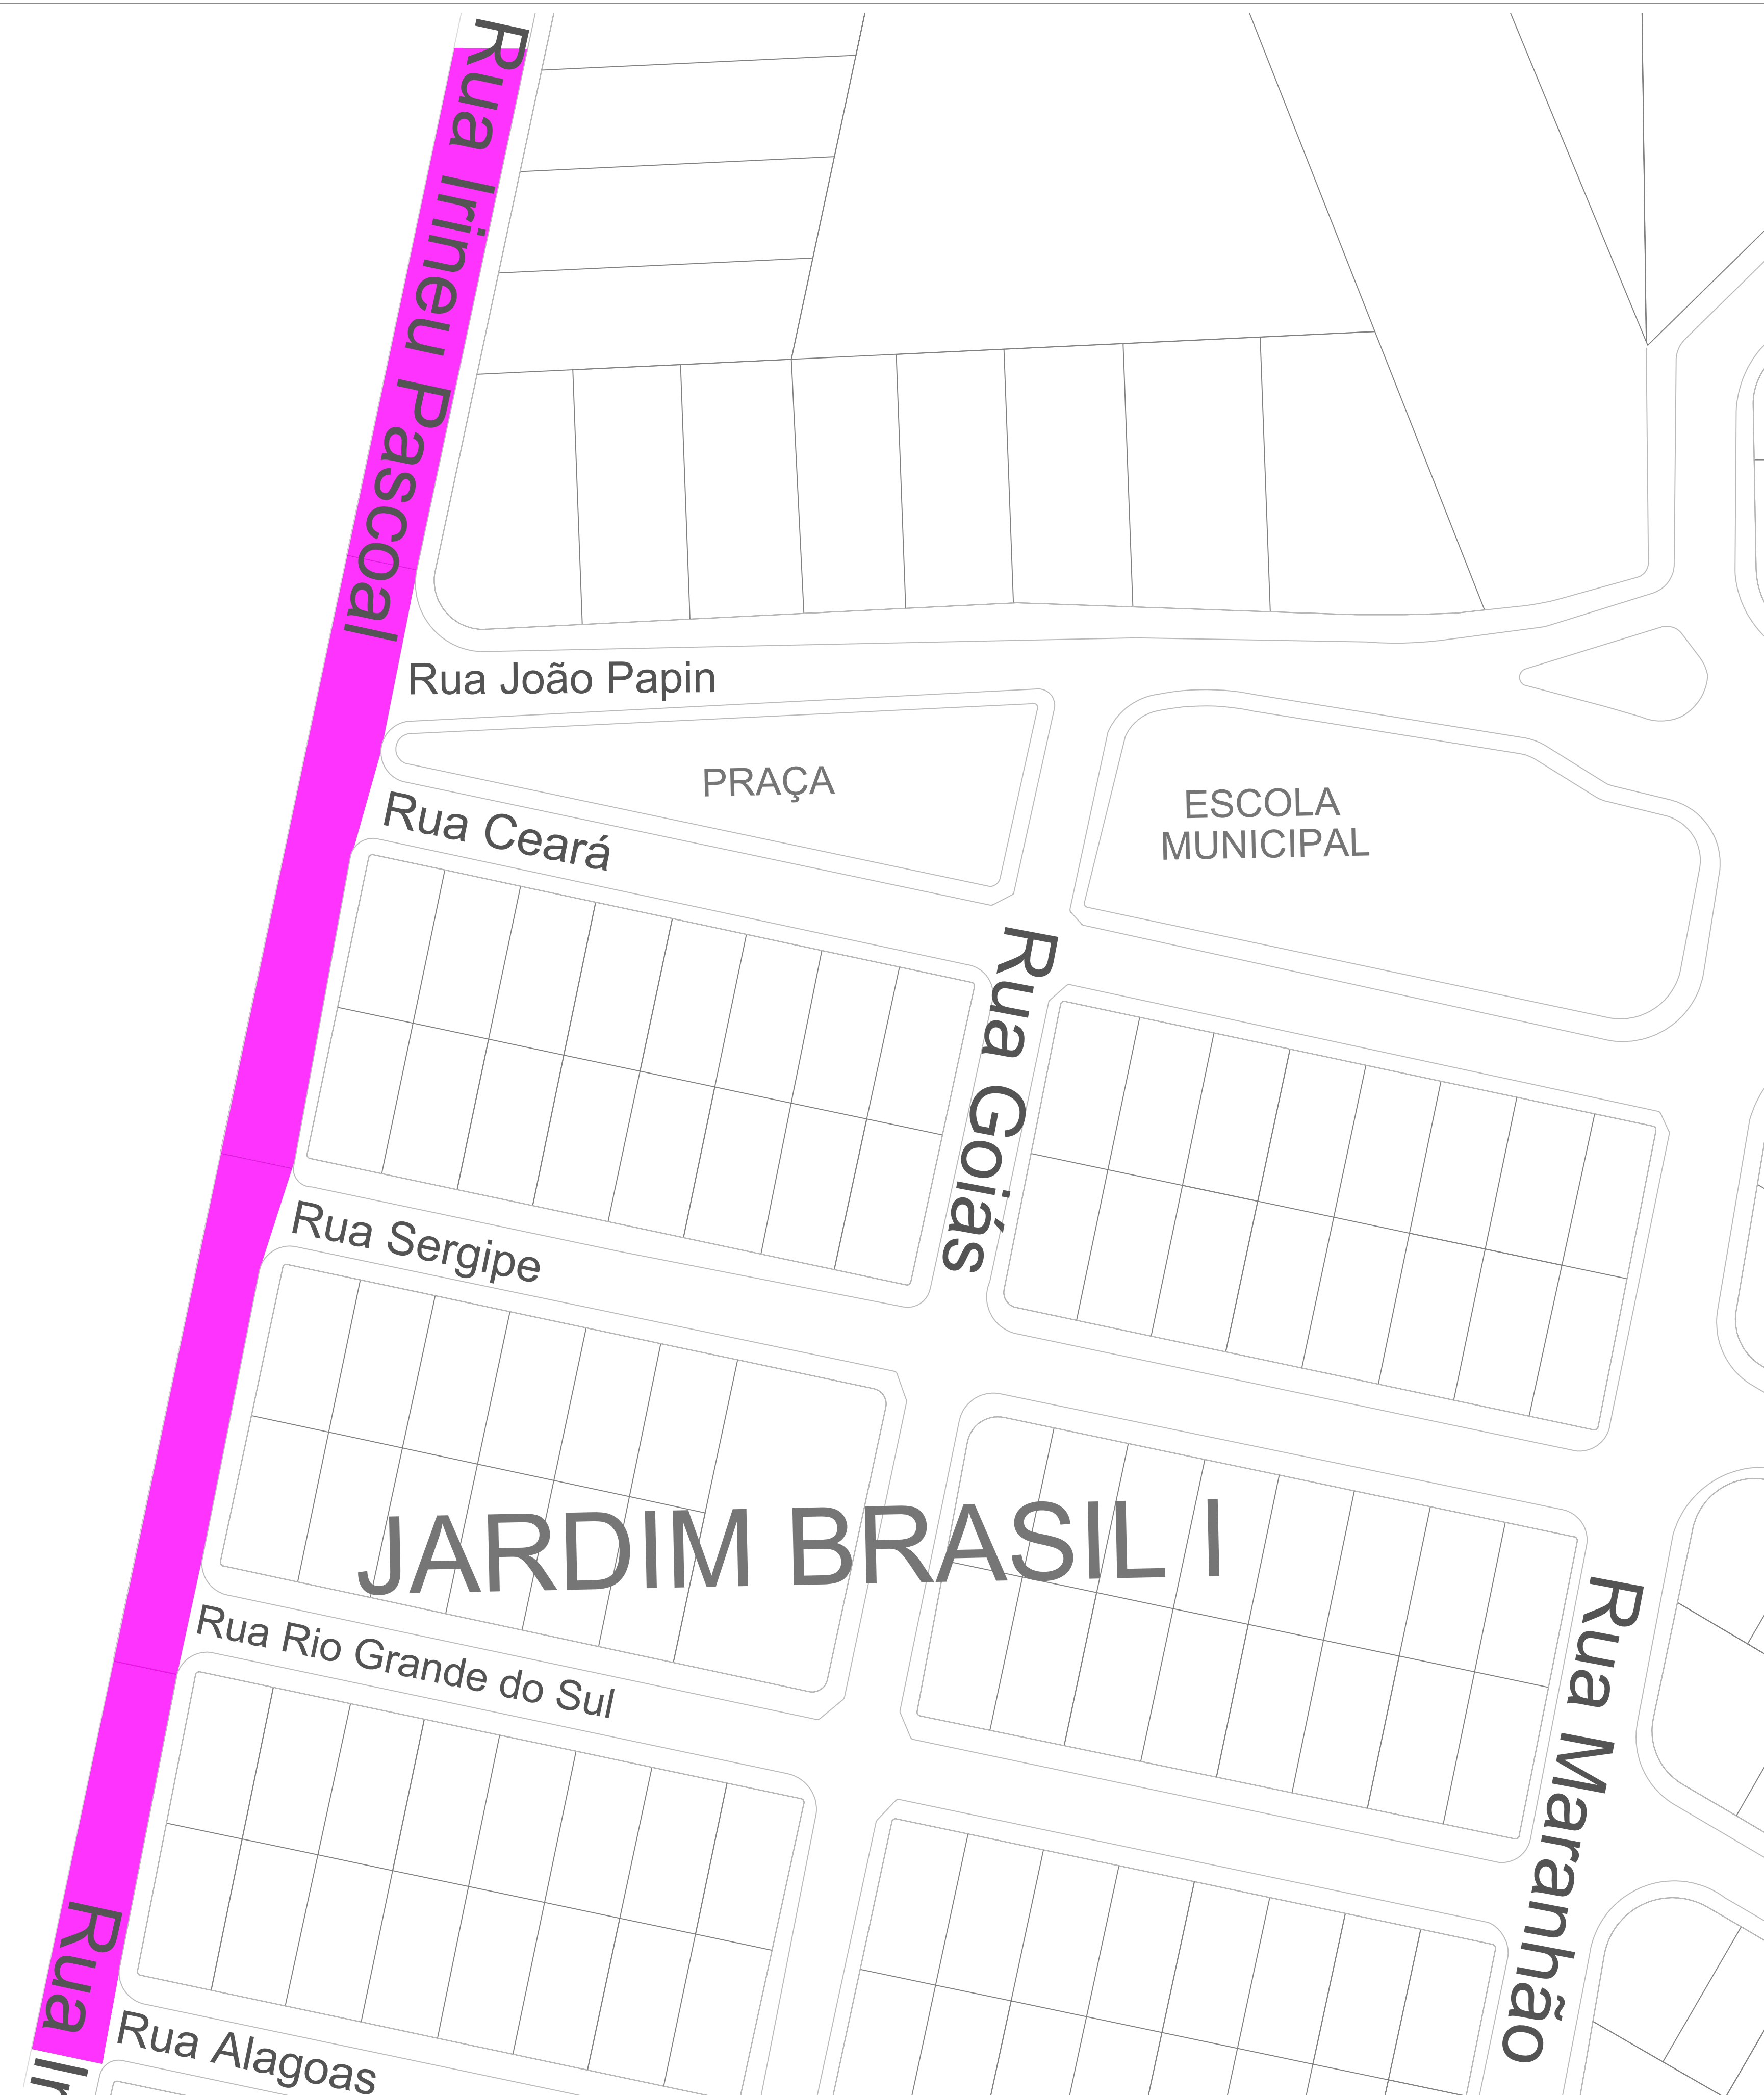 Rua Irineu Pascoal
Rua João Papin
PRAÇA
ESCOLA
MUNICIPAL
Rua Ceará
Rua Goiás
Rua Sergipe
JARDIM BRASIL I
Rua Rio Grande do Sul
Rua Maranhão
Rua Ir
Rua Alagoas